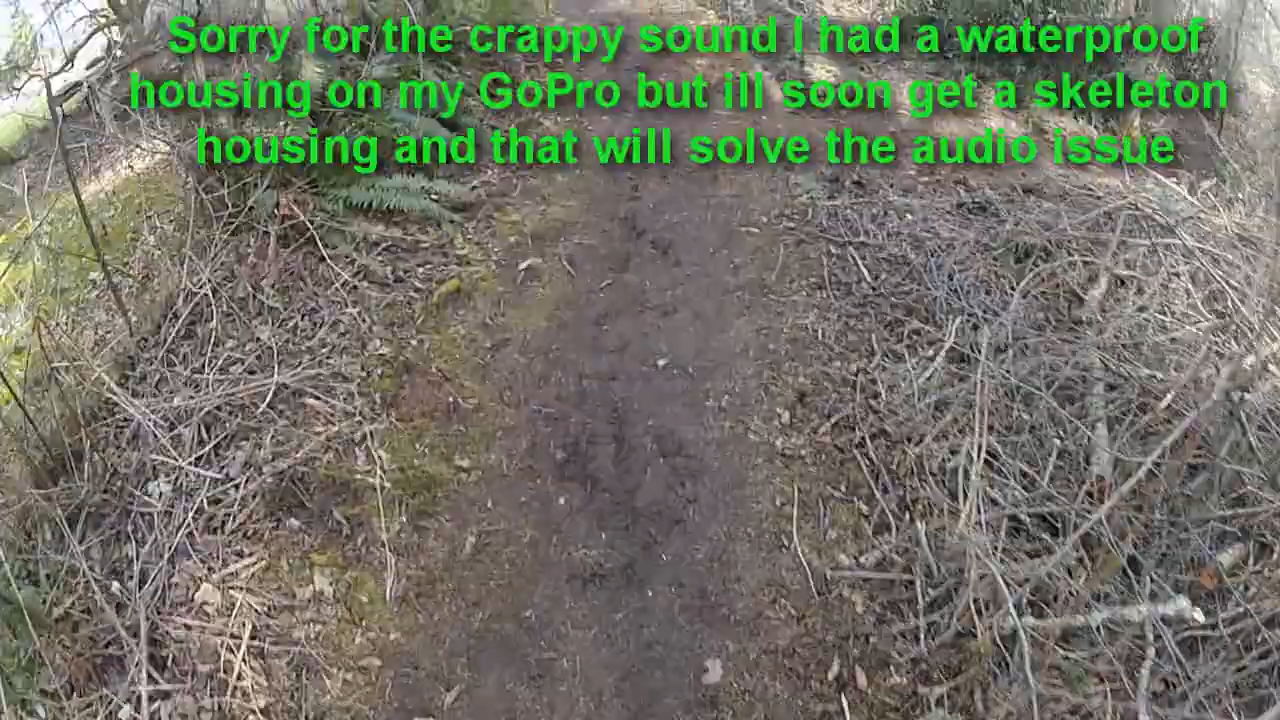 Sorry for the crappy sound I had a waterproof
housing on my GoPro but ill soon get a skeleton
housing and that will solve the audio issue